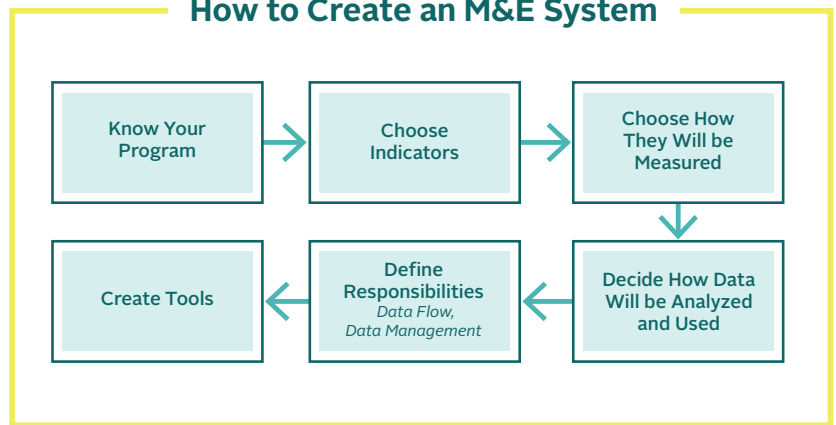 How to Create an M&E System
Know Your
Program
Choose
Indicators
Choose How
They Will be
Measured
Decide How Data
Will be Analyzed
and Used
Define
Responsibilities
Data Flow,
Data Management
Create Tools